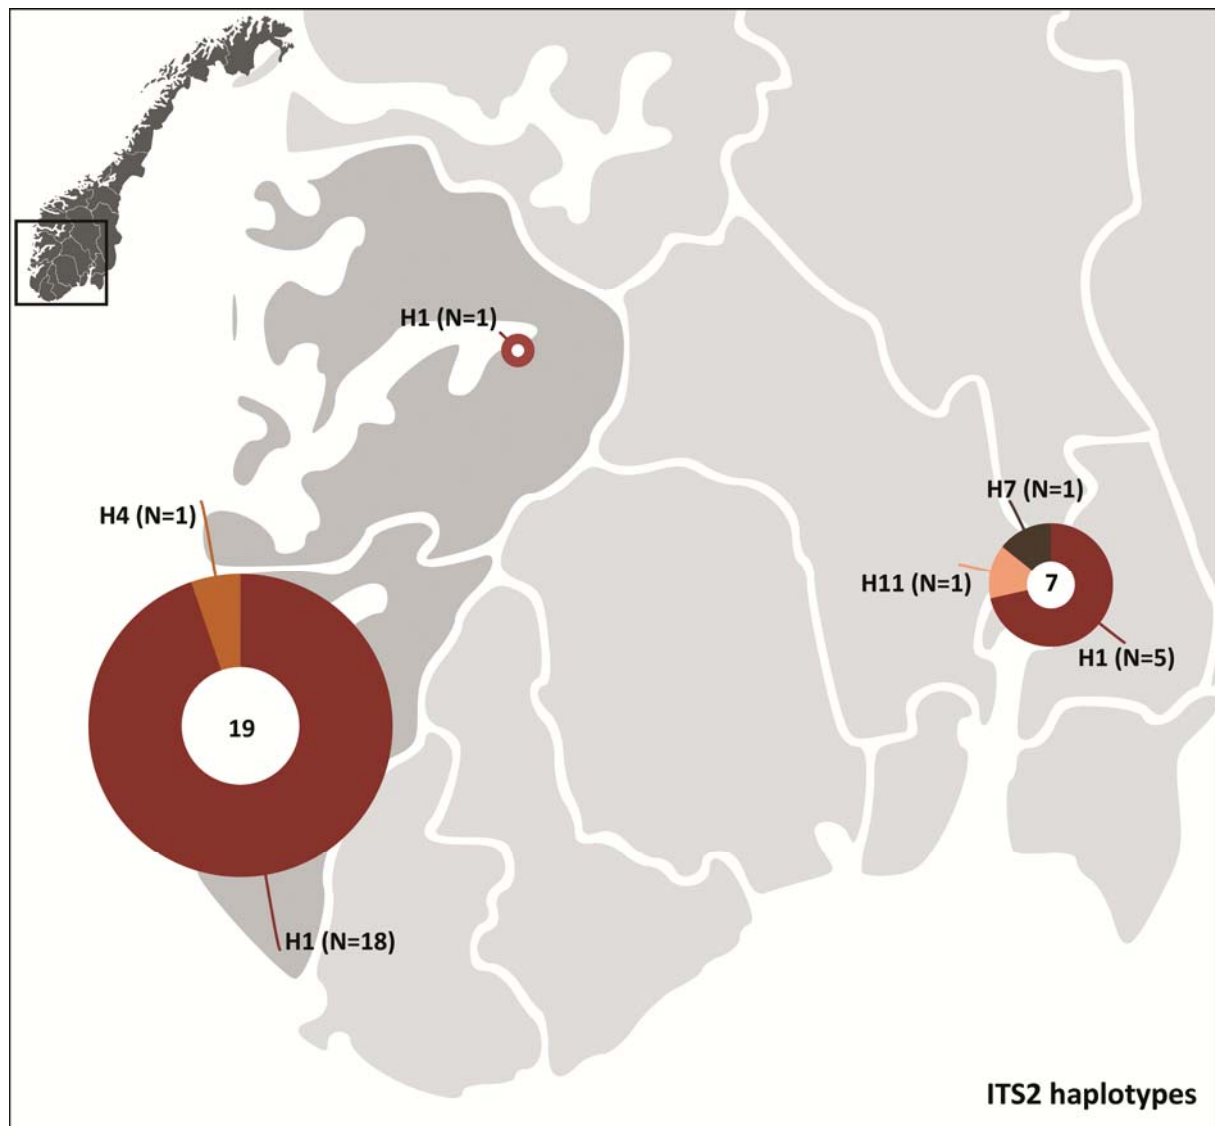 H1 (N=1)
H4 (N=1)
H7 (N=1)
H11 (N=1)
7
H1 (N=5)
19
H1 (N=18)
ITS2 haplotypes